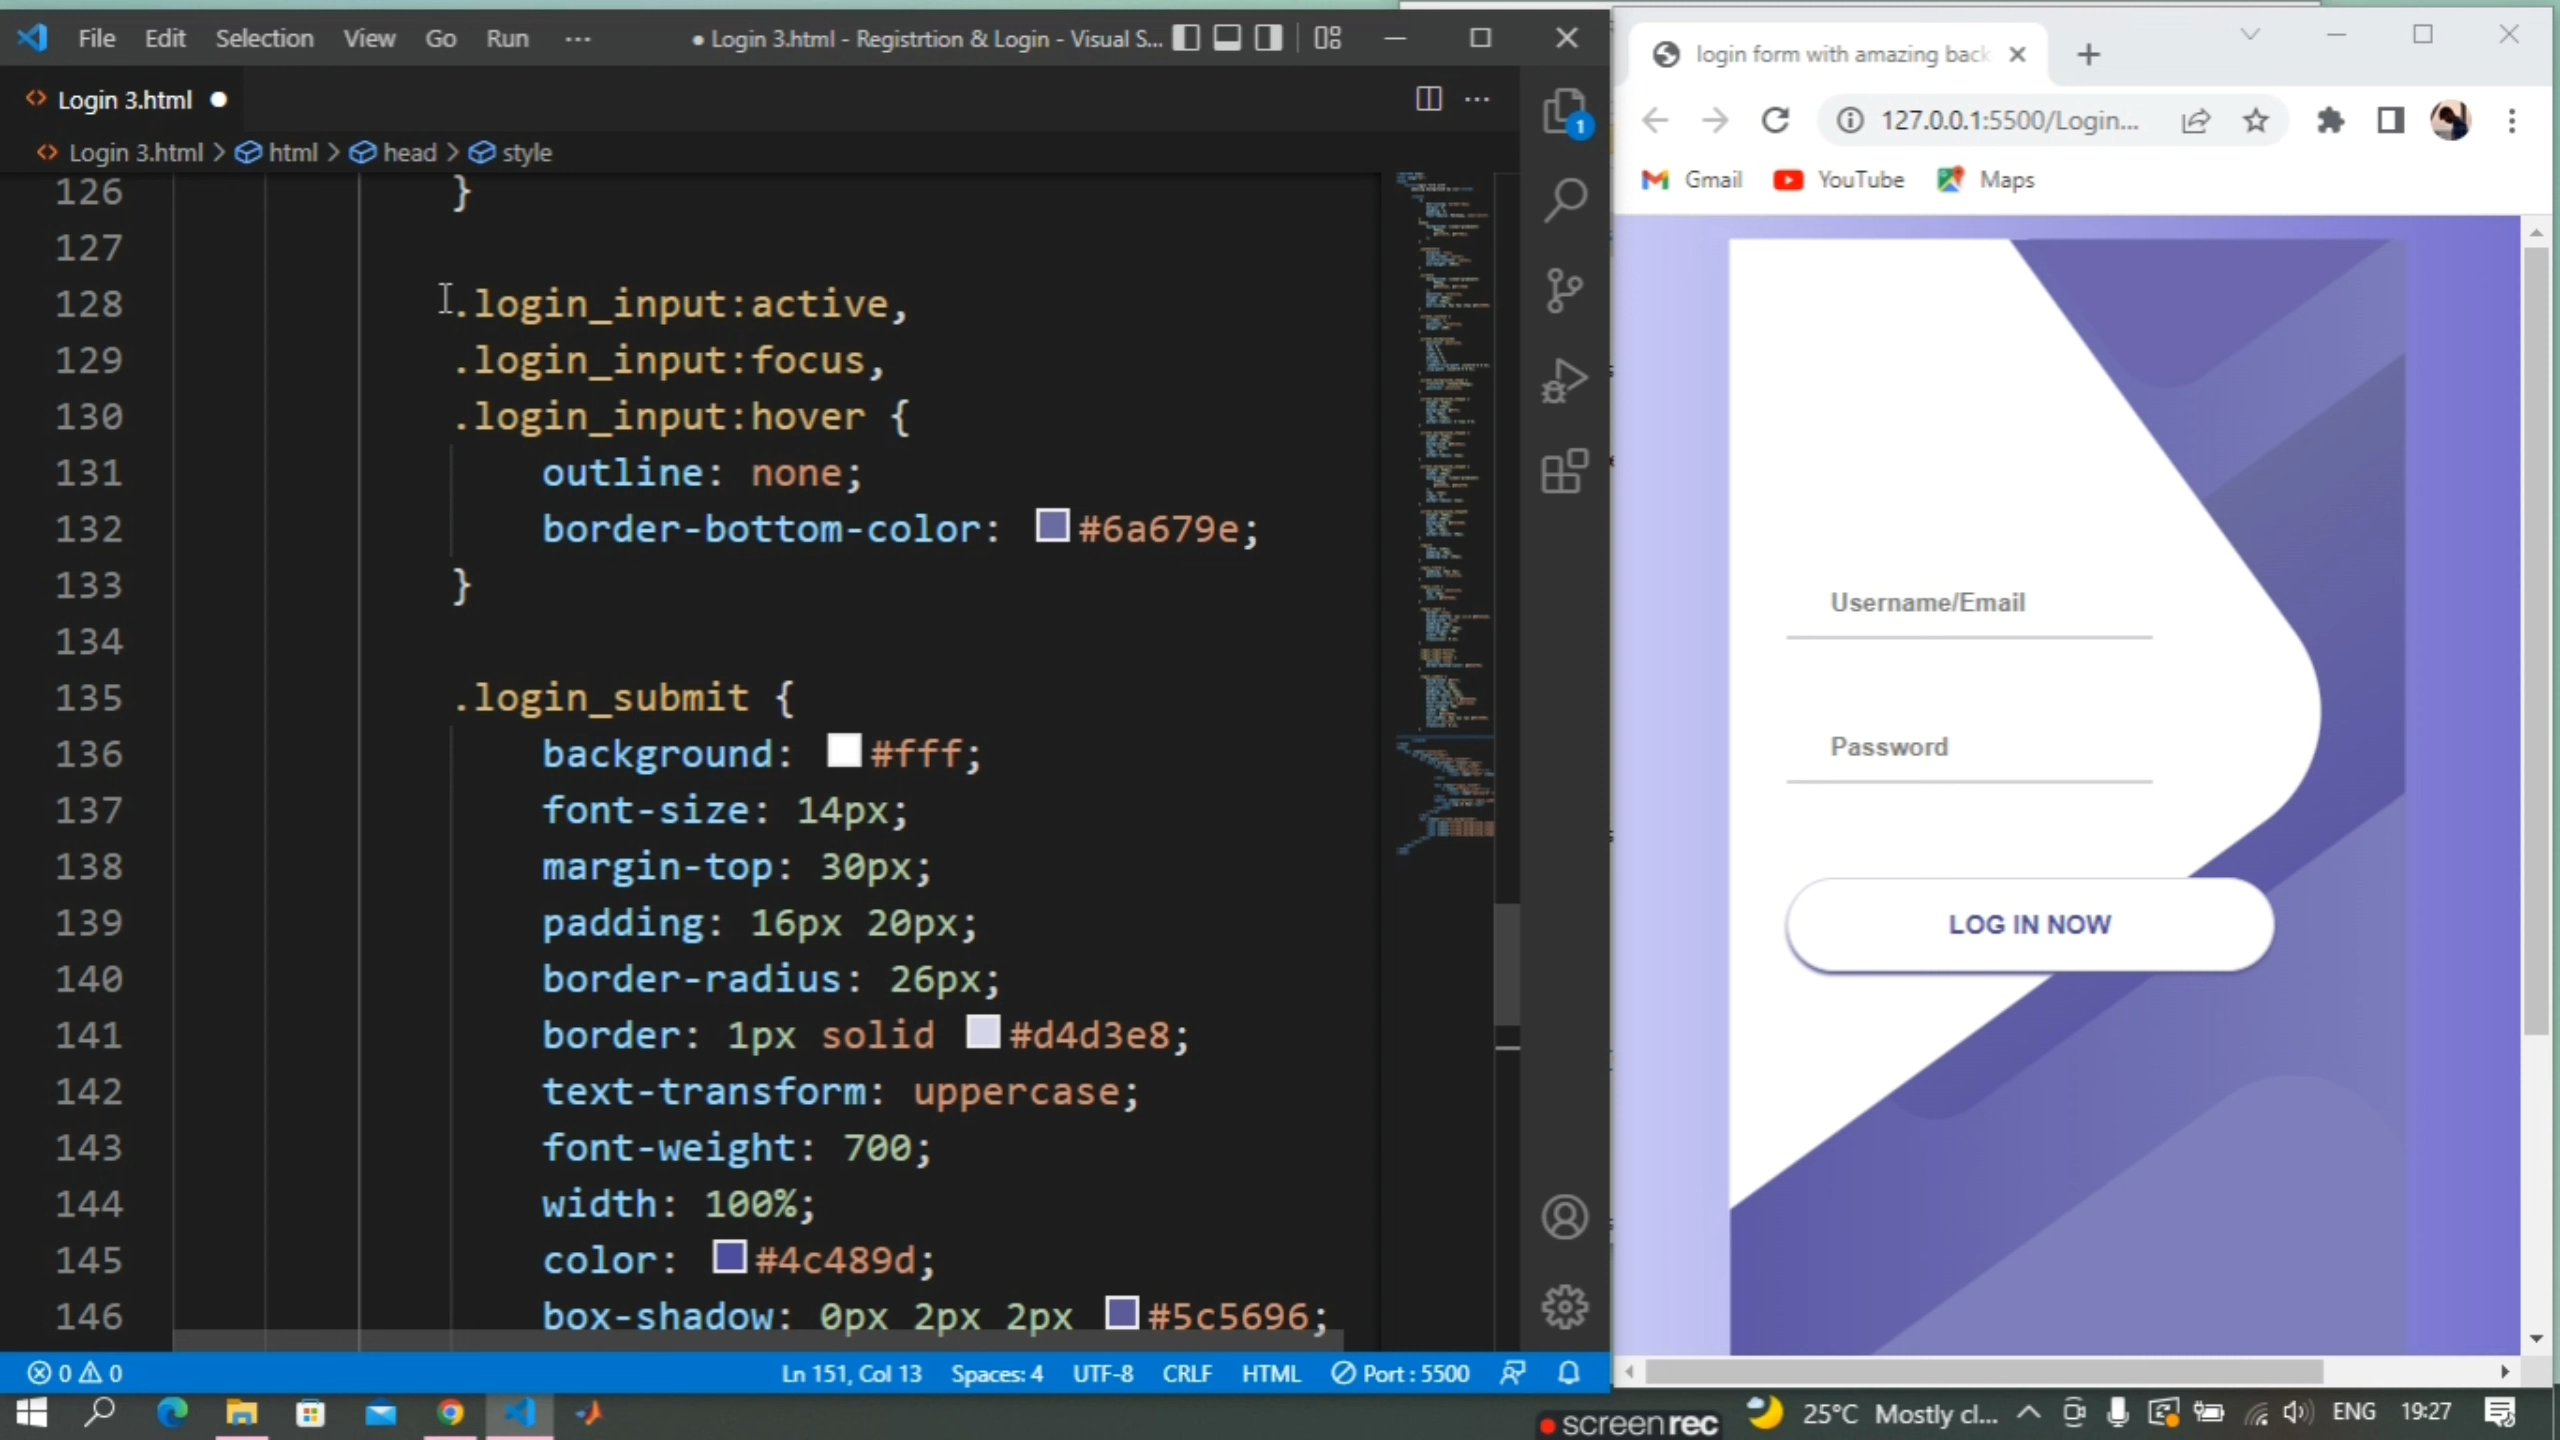 File Edit Selection View Go Run ··· ● Login 3.html - Registrtion & Login - Visual S...
Login 3.html ●
Login 3.html > html > head > style
126 }
127
128 .login_input:active,
129 .login_input:focus,
130 .login_input:hover {
131 outline: none;
132 border-bottom-color: #6a679e;
133 }
134
135 .login_submit {
136 background: #fff;
137 font-size: 14px;
138 margin-top: 30px;
139 padding: 16px 20px;
140 border-radius: 26px;
141 border: 1px solid #d4d3e8;
142 text-transform: uppercase;
143 font-weight: 700;
144 width: 100%;
145 color: #4c489d;
146 box-shadow: 0px 2px 2px #5c5696;
1
0 0 Ln 151, Col 13 Spaces: 4 UTF-8 CRLF HTML Port : 5500
login form with amazing back
127.0.0.1:5500/Login...
Gmail YouTube Maps
Username/Email
Password
LOG IN NOW
screenrec
25°C Mostly cl... ENG 19:27